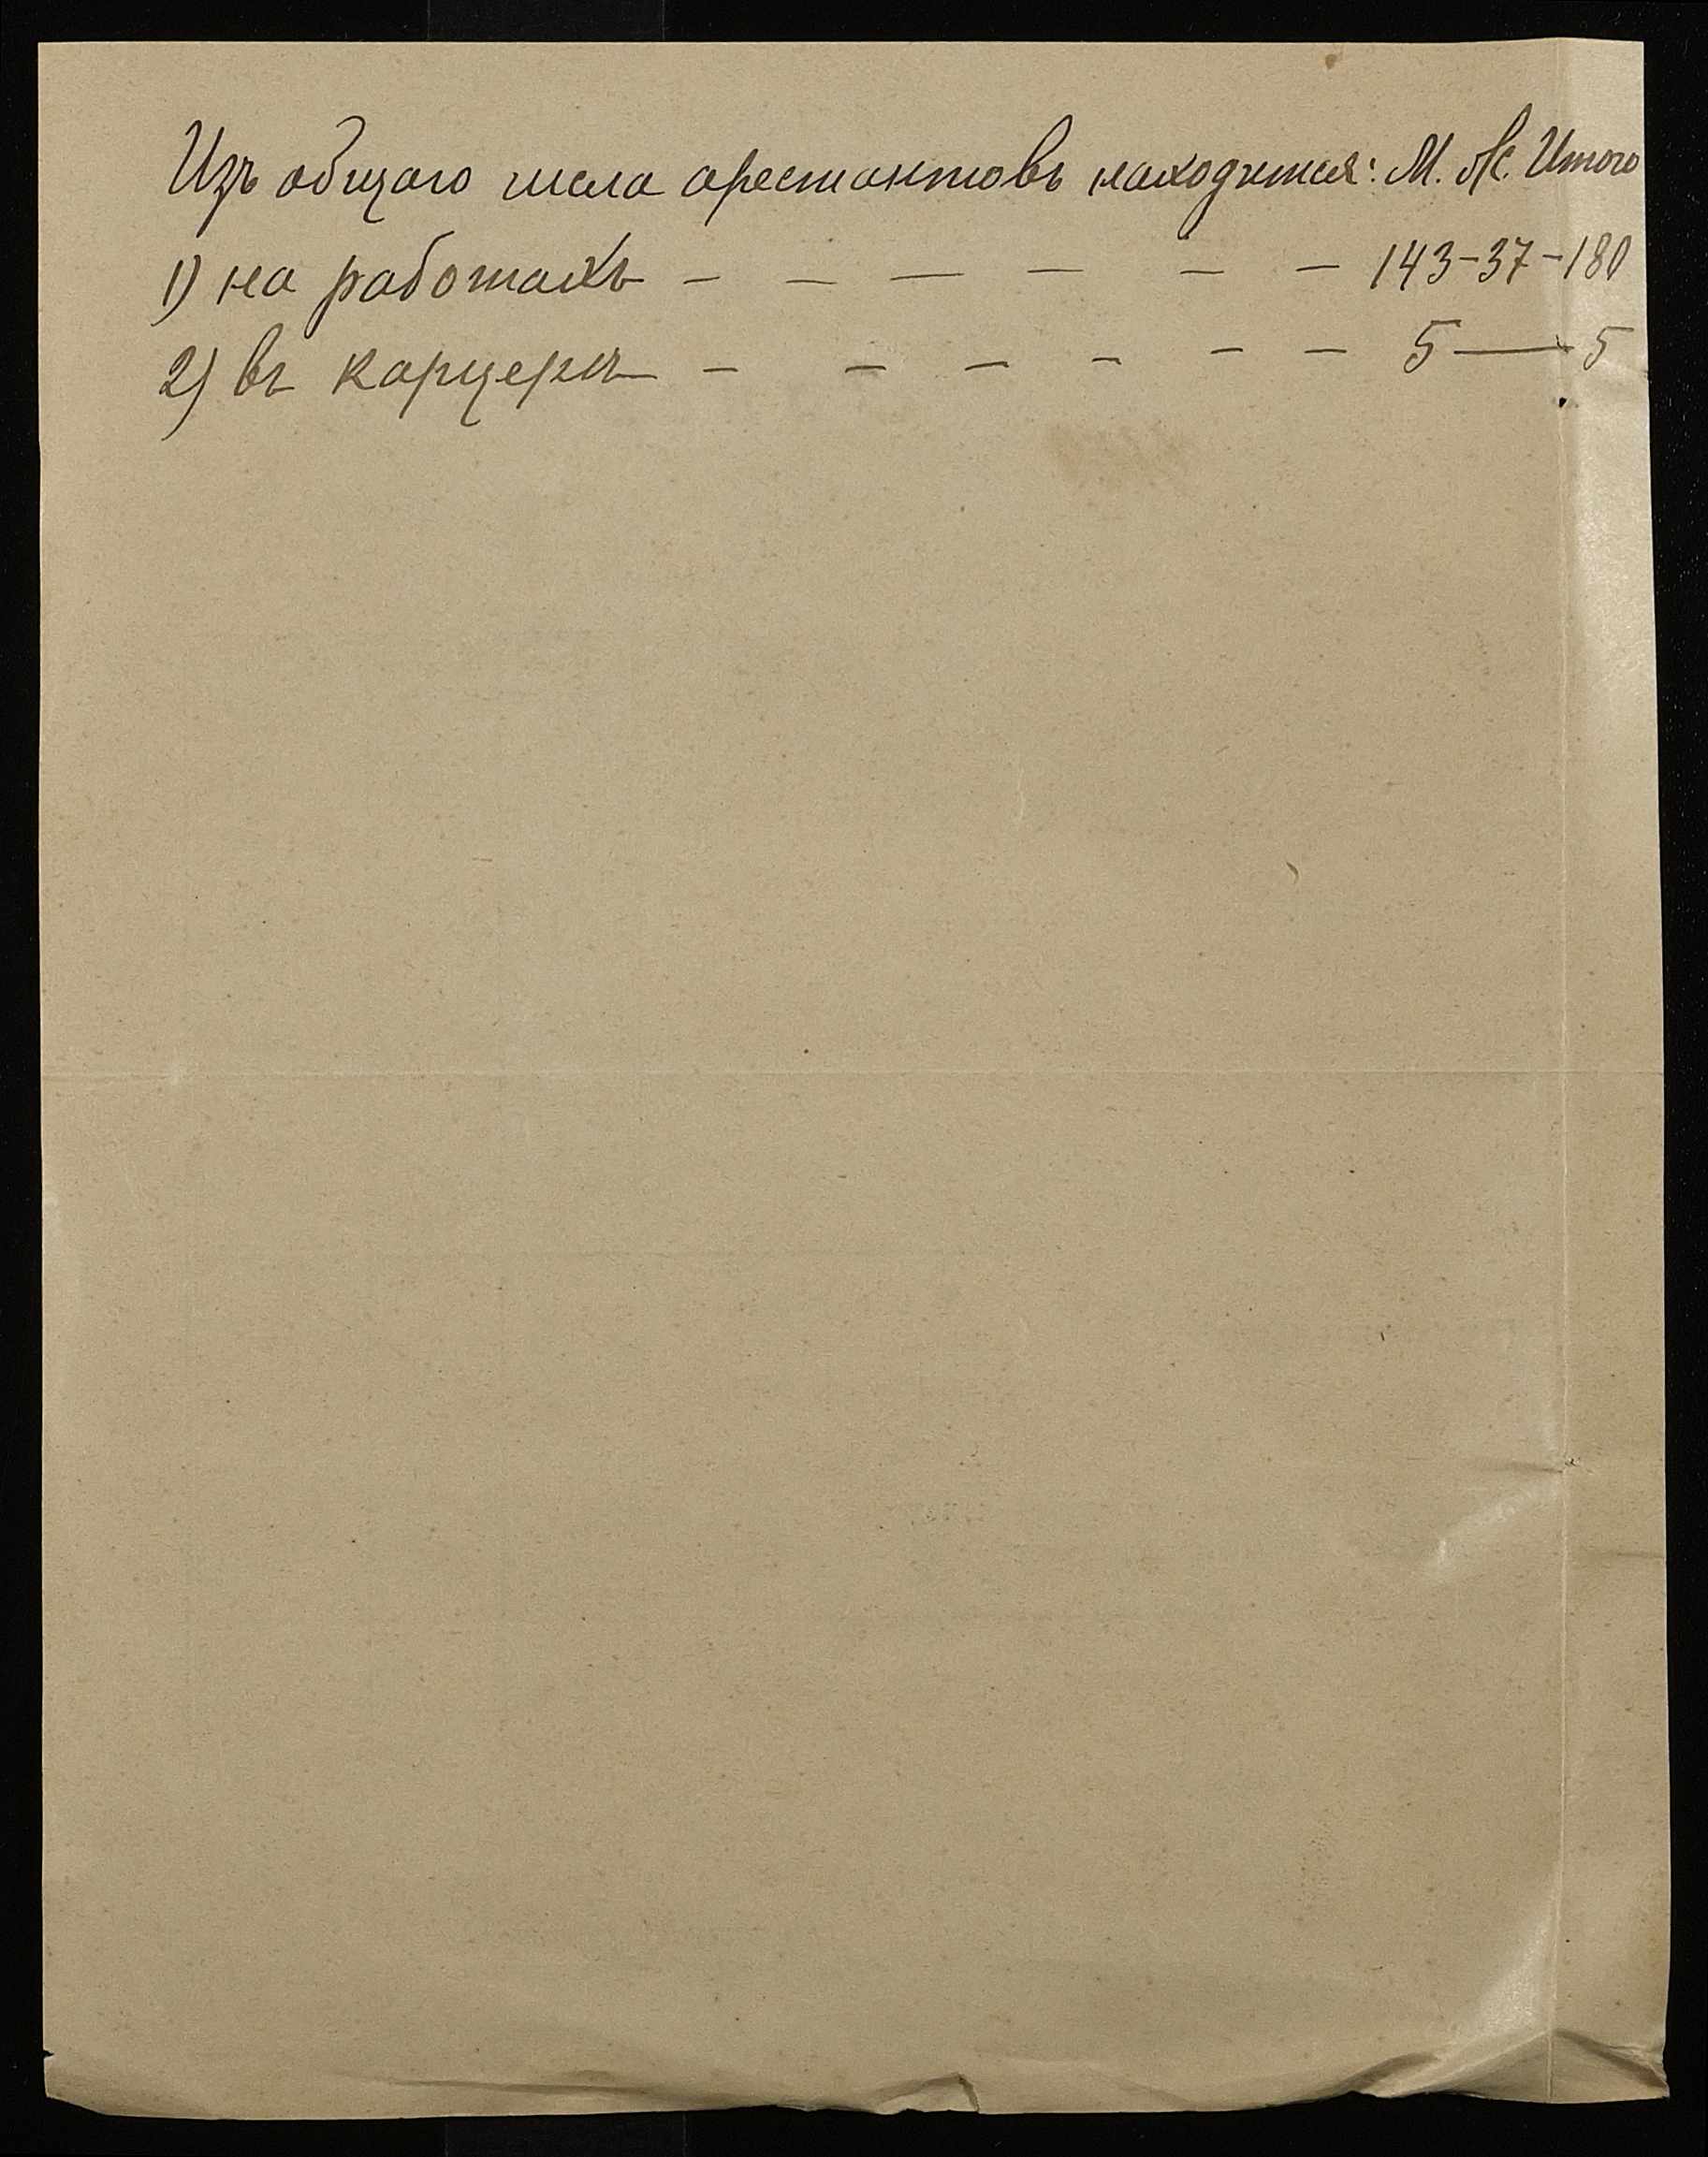 Изъ общаго числа арестантовъ находится: М. Ж. Итого
1) на работахъ — — — — — — 143-37-180
2) въ карцерѣ — — — — — — 5 — 5